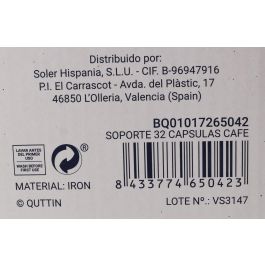 Distribuido por:
Soler Hispania, S.L.U. - CIF. B-96947916
P.I. El Carrascot - Avda. del Plàstic, 17
46850 L'Olleria, Valencia (Spain)
BQ01017265042
SOPORTE 32 CAPSULAS CAFE
LAVAR ANTES
DEL PRIMER
USO
WASH BEFORE
FIRST USE
MATERIAL: IRON
8 433774 650423
© QUTTIN
LOTE Nº.: VS3147